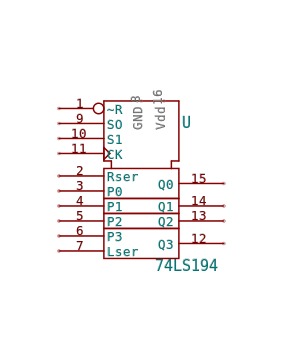 GND 8
Vdd 16
1 ~R
9 S0
10 S1
11 CK
U
2 Rser
3 P0
Q0 15
4 P1
Q1 14
5 P2
Q2 13
6 P3
Q3 12
7 Lser
74LS194